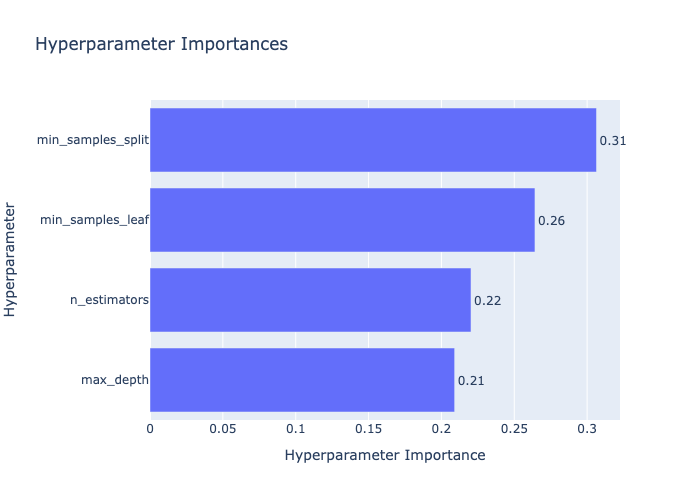 Hyperparameter Importances
Hyperparameter
min_samples_split
0.31
min_samples_leaf
0.26
n_estimators
0.22
max_depth
0.21
0 0.05 0.1 0.15 0.2 0.25 0.3
Hyperparameter Importance